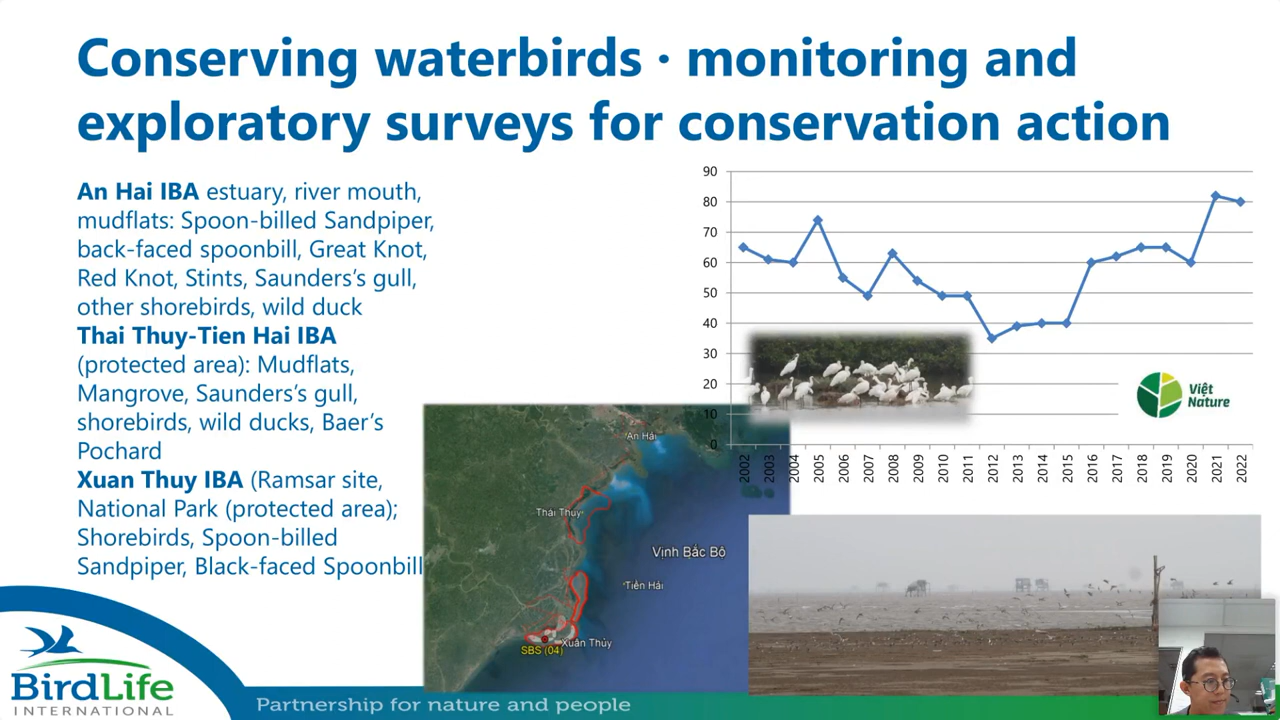 Conserving waterbirds · monitoring and
exploratory surveys for conservation action
An Hai IBA estuary, river mouth,
mudflats: Spoon-billed Sandpiper,
back-faced spoonbill, Great Knot,
Red Knot, Stints, Saunders's gull,
other shorebirds, wild duck
Thai Thuy-Tien Hai IBA
(protected area): Mudflats,
Mangrove, Saunders's gull,
shorebirds, wild ducks, Baer's
Pochard
Xuan Thuy IBA (Ramsar site,
National Park (protected area);
Shorebirds, Spoon-billed
Sandpiper, Black-faced Spoonbill
90
80
70
60
50
40
30
20
10
0
2002
2003
2004
2005
2006
2007
2008
2009
2010
2011
2012
2013
2014
2015
2016
2017
2018
2019
2020
2021
2022
Việt
Nature
An Hải
Thái Thụy
Vịnh Bắc Bộ
Tiền Hải
Xuân Thủy
SBS (04)
BirdLife
INTERNATIONAL
Partnership for nature and people